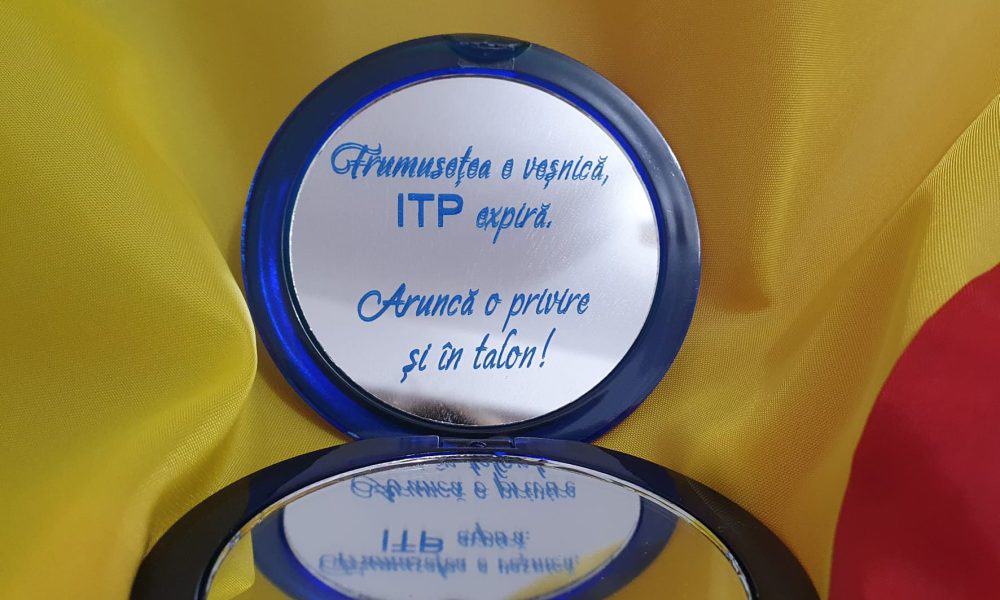 Frumusețea e veșnică,
ITP expiră.
Aruncă o privire
și în talon!